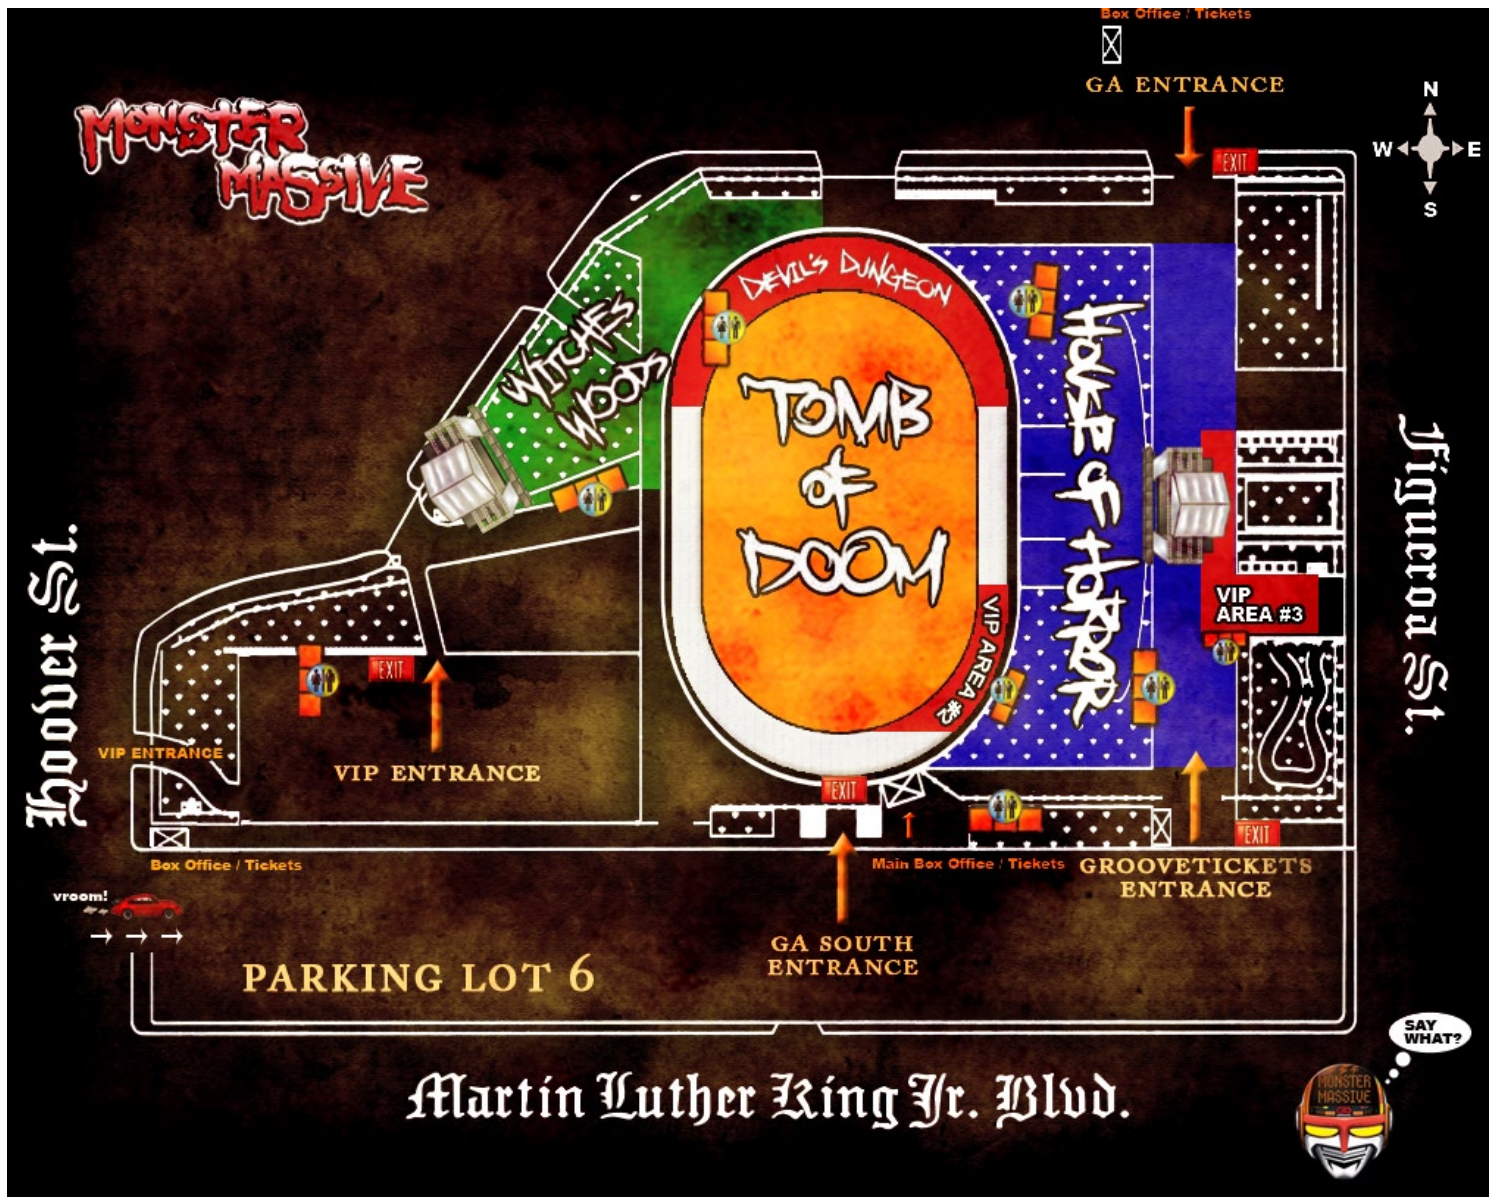 Box Office / Tickets
GA ENTRANCE
MONSTER
MASSIVE
N
W E
S
EXIT
DEVIL'S DUNGEON
WITCHES
WOODS
HOUSE OF HORROR
TOMB
OF
DOOM
Figueroa St.
Hoover St.
VIP
AREA #3
VIP AREA #2
EXIT
VIP ENTRANCE
VIP ENTRANCE
EXIT
EXIT
Box Office / Tickets
Main Box Office / Tickets
GROOVETICKETS
ENTRANCE
vroom!
GA SOUTH
ENTRANCE
PARKING LOT 6
SAY
WHAT?
MONSTER
MASSIVE
Martin Luther King Jr. Blvd.